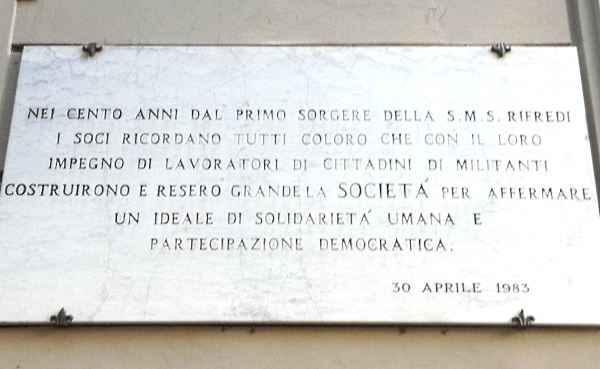 NEI CENTO ANNI DAL PRIMO SORGERE DELLA S.M.S. RIFREDI
I SOCI RICORDANO TUTTI COLORO CHE CON IL LORO
IMPEGNO DI LAVORATORI DI CITTADINI DI MILITANTI
COSTRUIRONO E RESERO GRANDE LA SOCIETÁ PER AFFERMARE
UN IDEALE DI SOLIDARIETÁ UMANA E
PARTECIPAZIONE DEMOCRATICA.
30 APRILE 1983